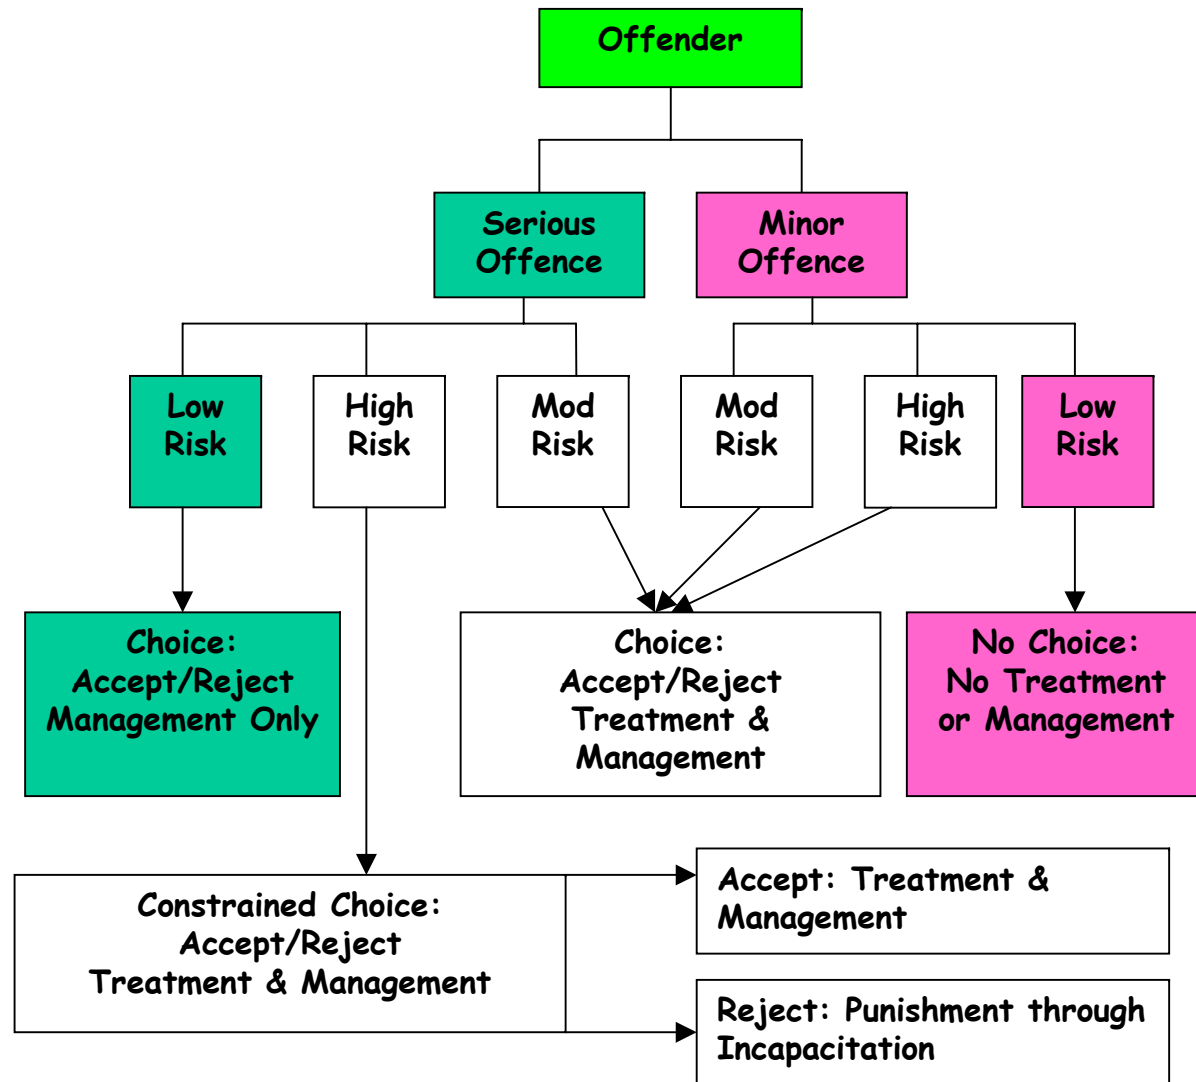 Offender
Serious
Offence
Minor
Offence
Low
Risk
High
Risk
Mod
Risk
Mod
Risk
High
Risk
Low
Risk
Choice:
Accept/Reject
Management Only
Choice:
Accept/Reject
Treatment &
Management
No Choice:
No Treatment
or Management
Constrained Choice:
Accept/Reject
Treatment & Management
Accept: Treatment &
Management
Reject: Punishment through
Incapacitation